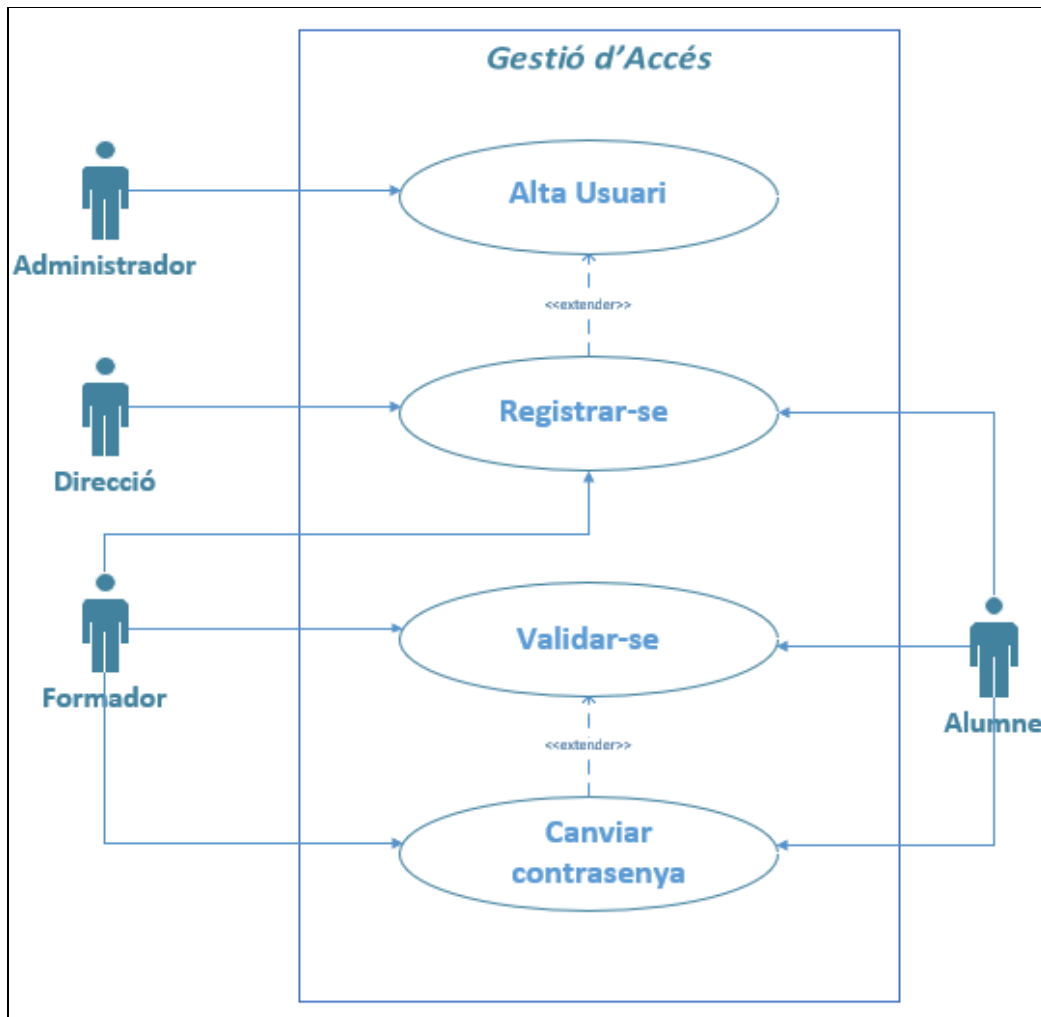 Gestió d'Accés
Alta Usuari
Administrador
<<extender>>
Registrar-se
Direcció
Validar-se
Formador
Alumne
<<extender>>
Canviar
contrasenya